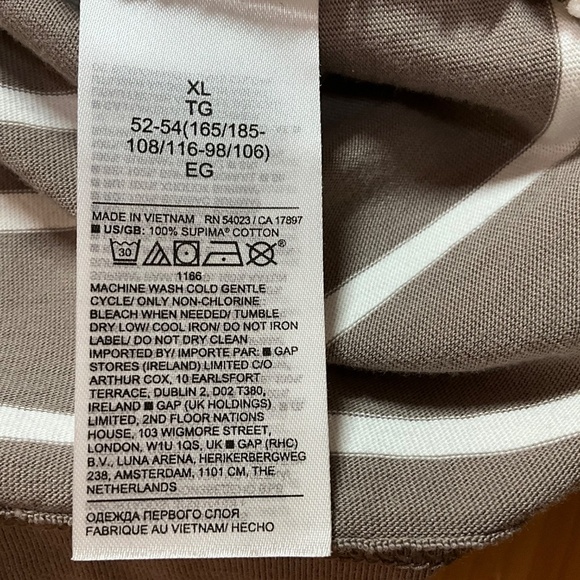 XL
TG
52-54(165/185-
108/116-98/106)
EG
MADE IN VIETNAM RN 54023 / CA 17897
■ US/GB: 100% SUPIMA® COTTON
30 ®
1166
MACHINE WASH COLD GENTLE
CYCLE/ ONLY NON-CHLORINE
BLEACH WHEN NEEDED/ TUMBLE
DRY LOW/ COOL IRON/ DO NOT IRON
LABEL/ DO NOT DRY CLEAN
IMPORTED BY/ IMPORTE PAR: ■ GAP
STORES (IRELAND) LIMITED C/O
ARTHUR COX, 10 EARLSFORT
TERRACE, DUBLIN 2, D02 T380,
IRELAND ■ GAP (UK HOLDINGS)
LIMITED, 2ND FLOOR NATIONS
HOUSE, 103 WIGMORE STREET,
LONDON, W1U 1QS, UK ■ GAP (RHC)
B.V., LUNA ARENA, HERIKERBERGWEG
238, AMSTERDAM, 1101 CM, THE
NETHERLANDS
ОДЕЖДА ПЕРВОГО СЛОЯ
FABRIQUE AU VIETNAM/ HECHO